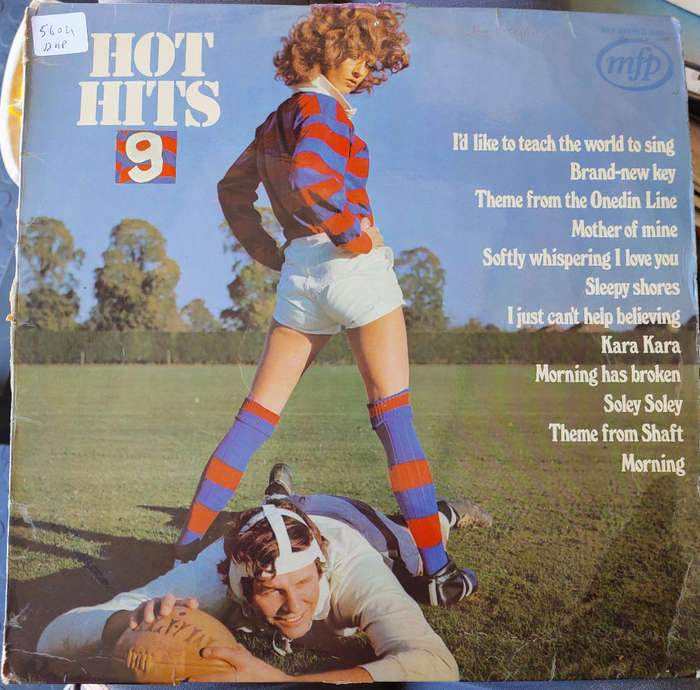 5604
DNP
HOT
HITS
9
mfp
I'd like to teach the world to sing
Brand-new key
Theme from the Onedin Line
Mother of mine
Softly whispering I love you
Sleepy shores
I just can't help believing
Kara Kara
Morning has broken
Soley Soley
Theme from Shaft
Morning